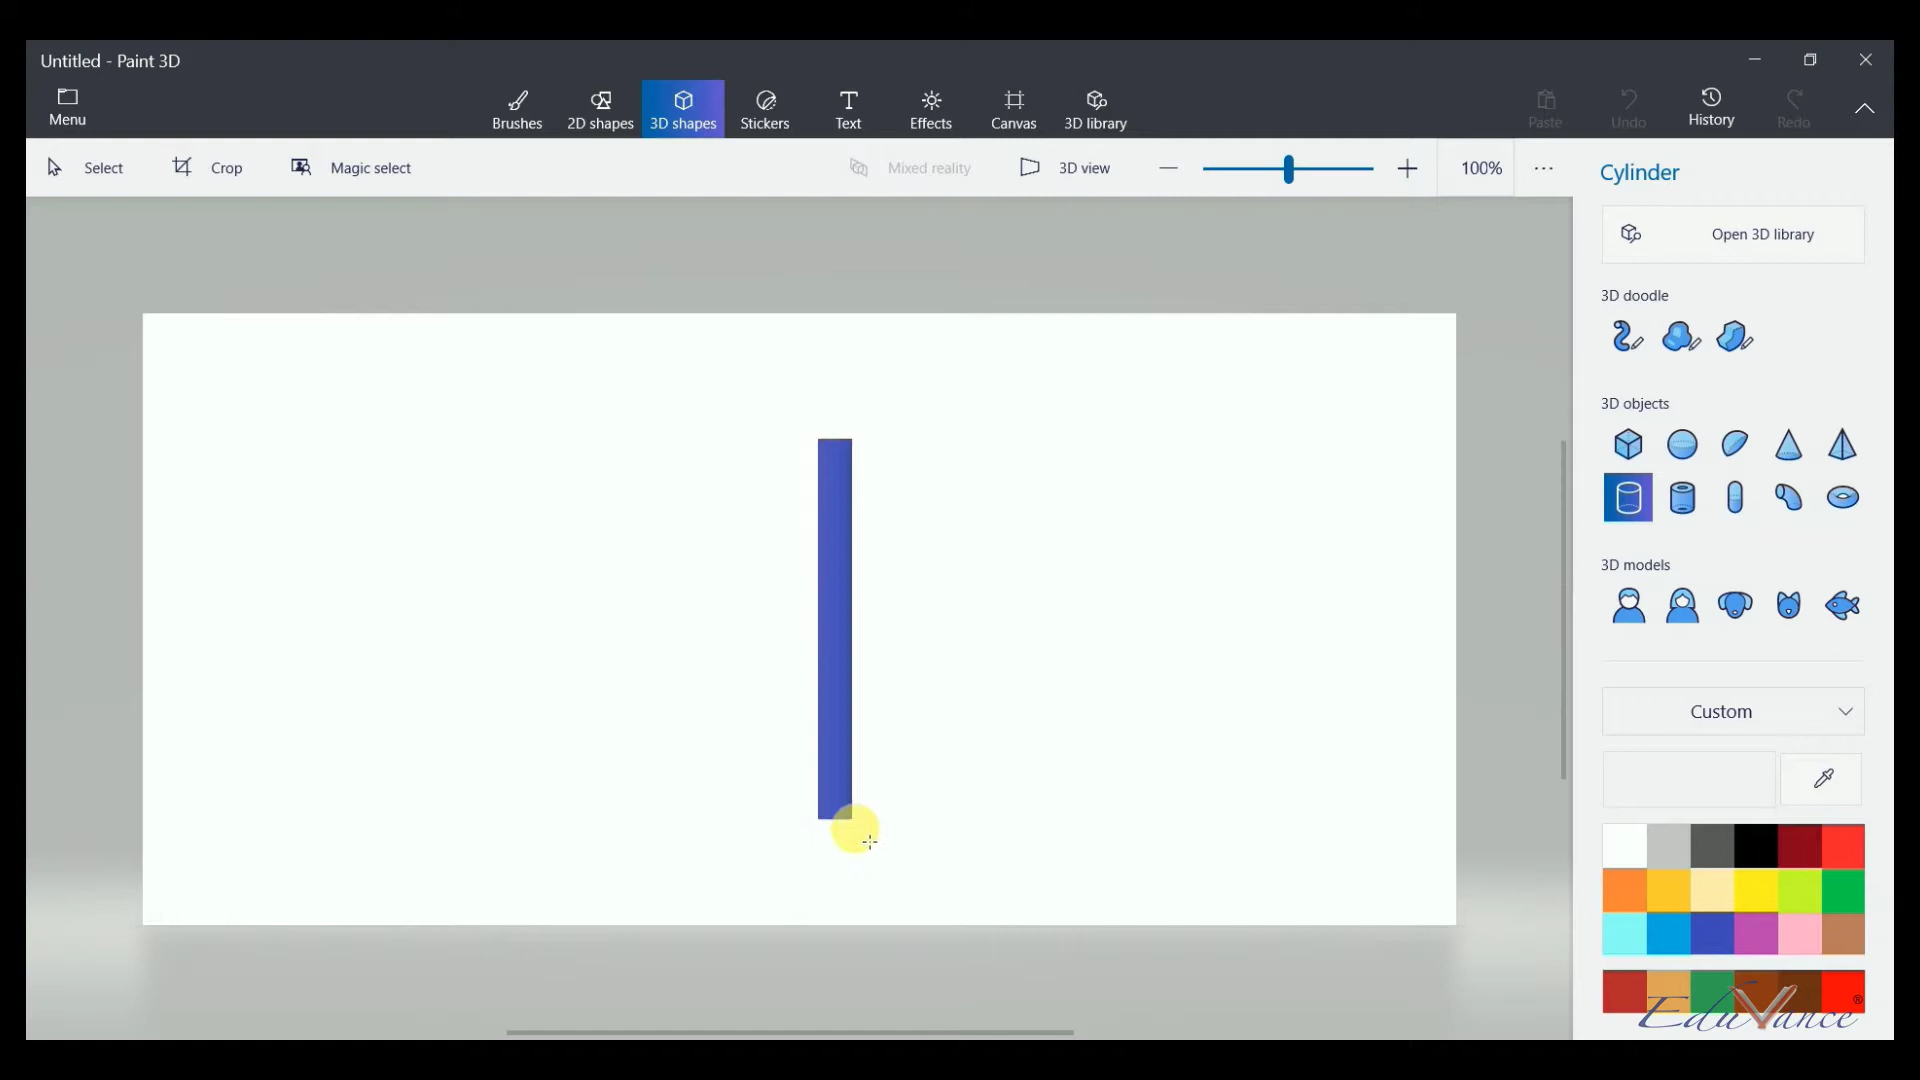 Untitled - Paint 3D
Menu
Brushes
2D shapes
3D shapes
Stickers
Text
Effects
Canvas
3D library
Paste
Undo
History
Redo
Select
Crop
Magic select
Mixed reality
3D view
100%
Cylinder
Open 3D library
3D doodle
3D objects
3D models
Custom
EduVance®